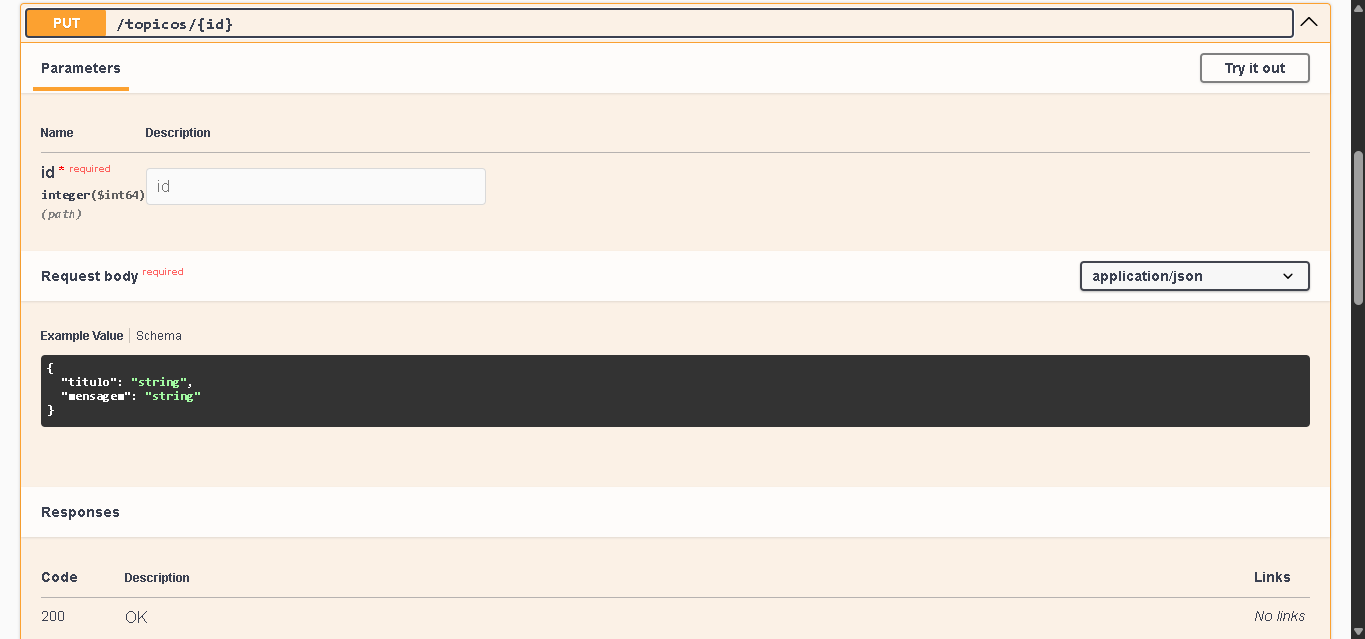 PUT /topicos/{id}
Parameters
Try it out
Name Description
id * required
integer($int64)
(path)
id
Request body required
application/json
Example Value Schema
{
  "titulo": "string",
  "mensagem": "string"
}
Responses
Code Description Links
200 OK No links